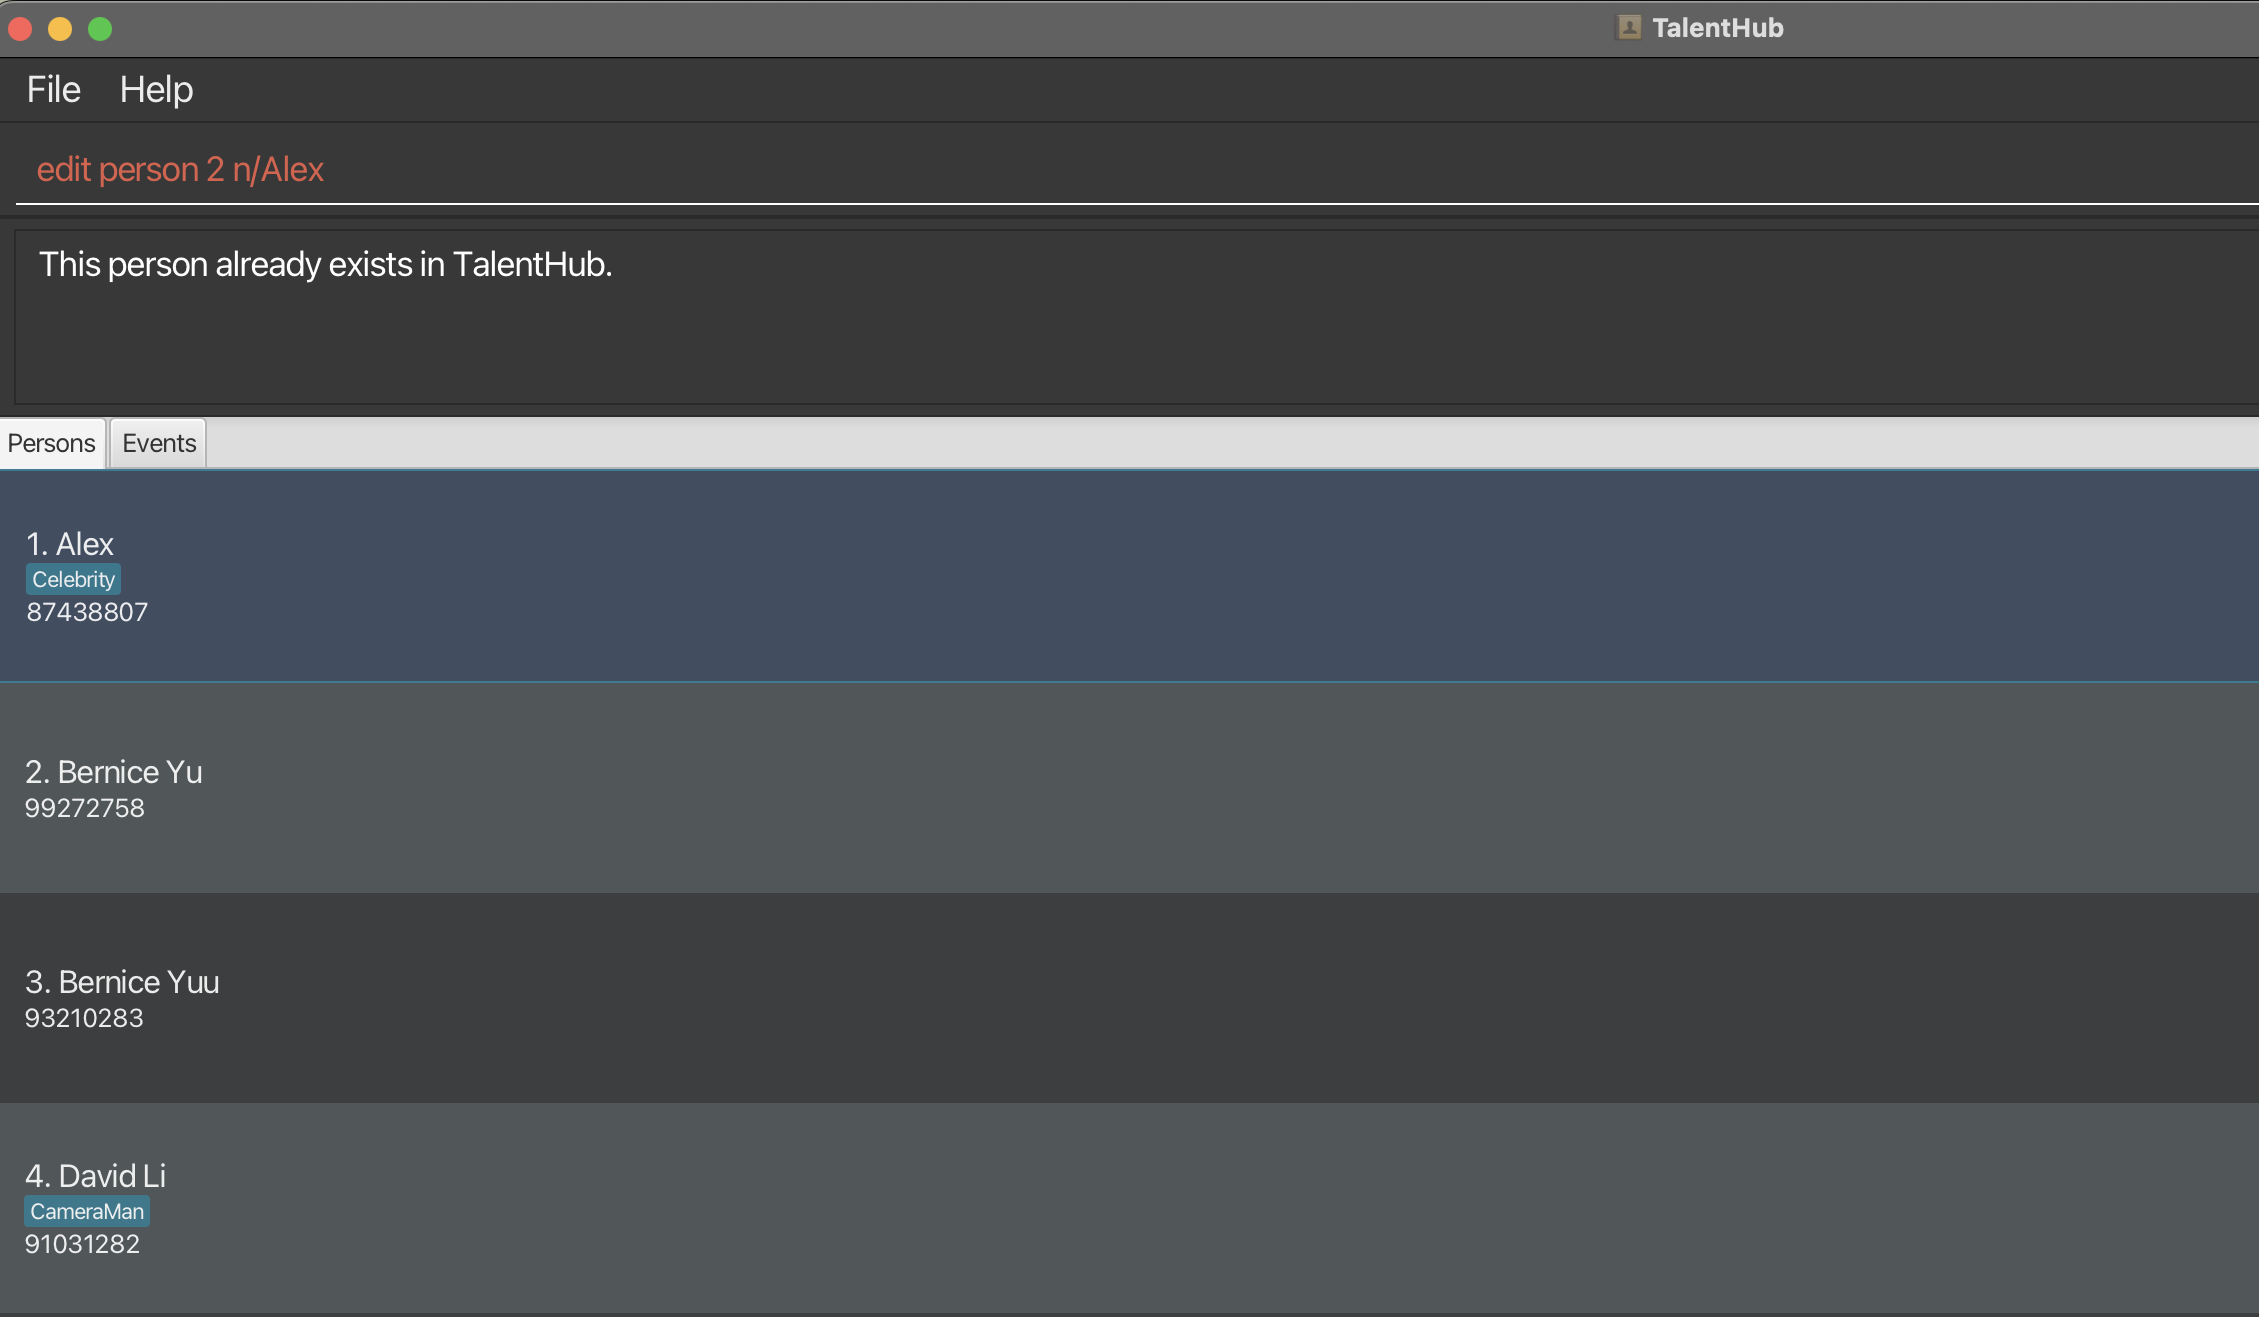 TalentHub
File Help
edit person 2 n/Alex
This person already exists in TalentHub.
Persons Events
1. Alex
Celebrity
87438807
2. Bernice Yu
99272758
3. Bernice Yuu
93210283
4. David Li
CameraMan
91031282